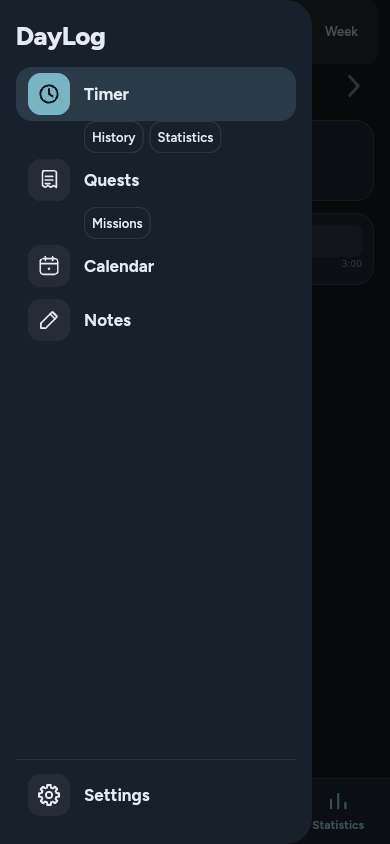 DayLog
Week
Timer
History Statistics
Quests
Missions
3:00
Calendar
Notes
Settings
Statistics